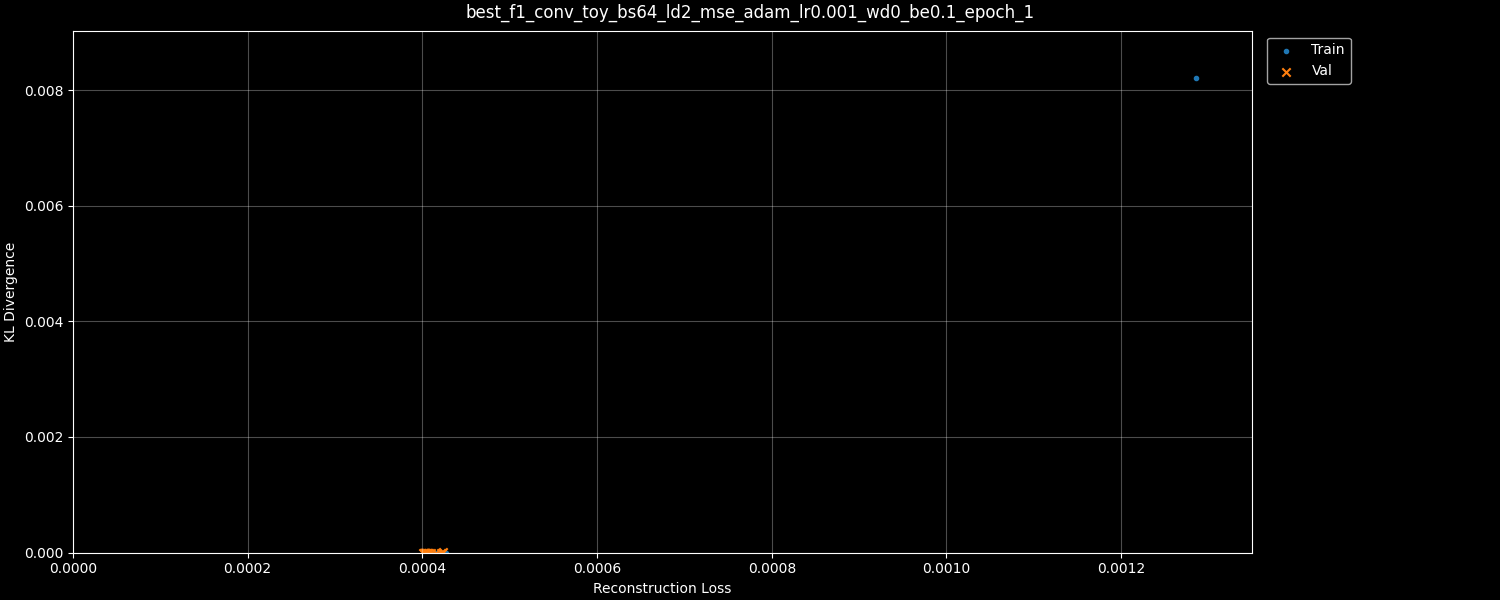 best_f1_conv_toy_bs64_ld2_mse_adam_lr0.001_wd0_be0.1_epoch_1
Train
Val
0.008
0.006
0.004
0.002
0.000
KL Divergence
0.0000 0.0002 0.0004 0.0006 0.0008 0.0010 0.0012
Reconstruction Loss